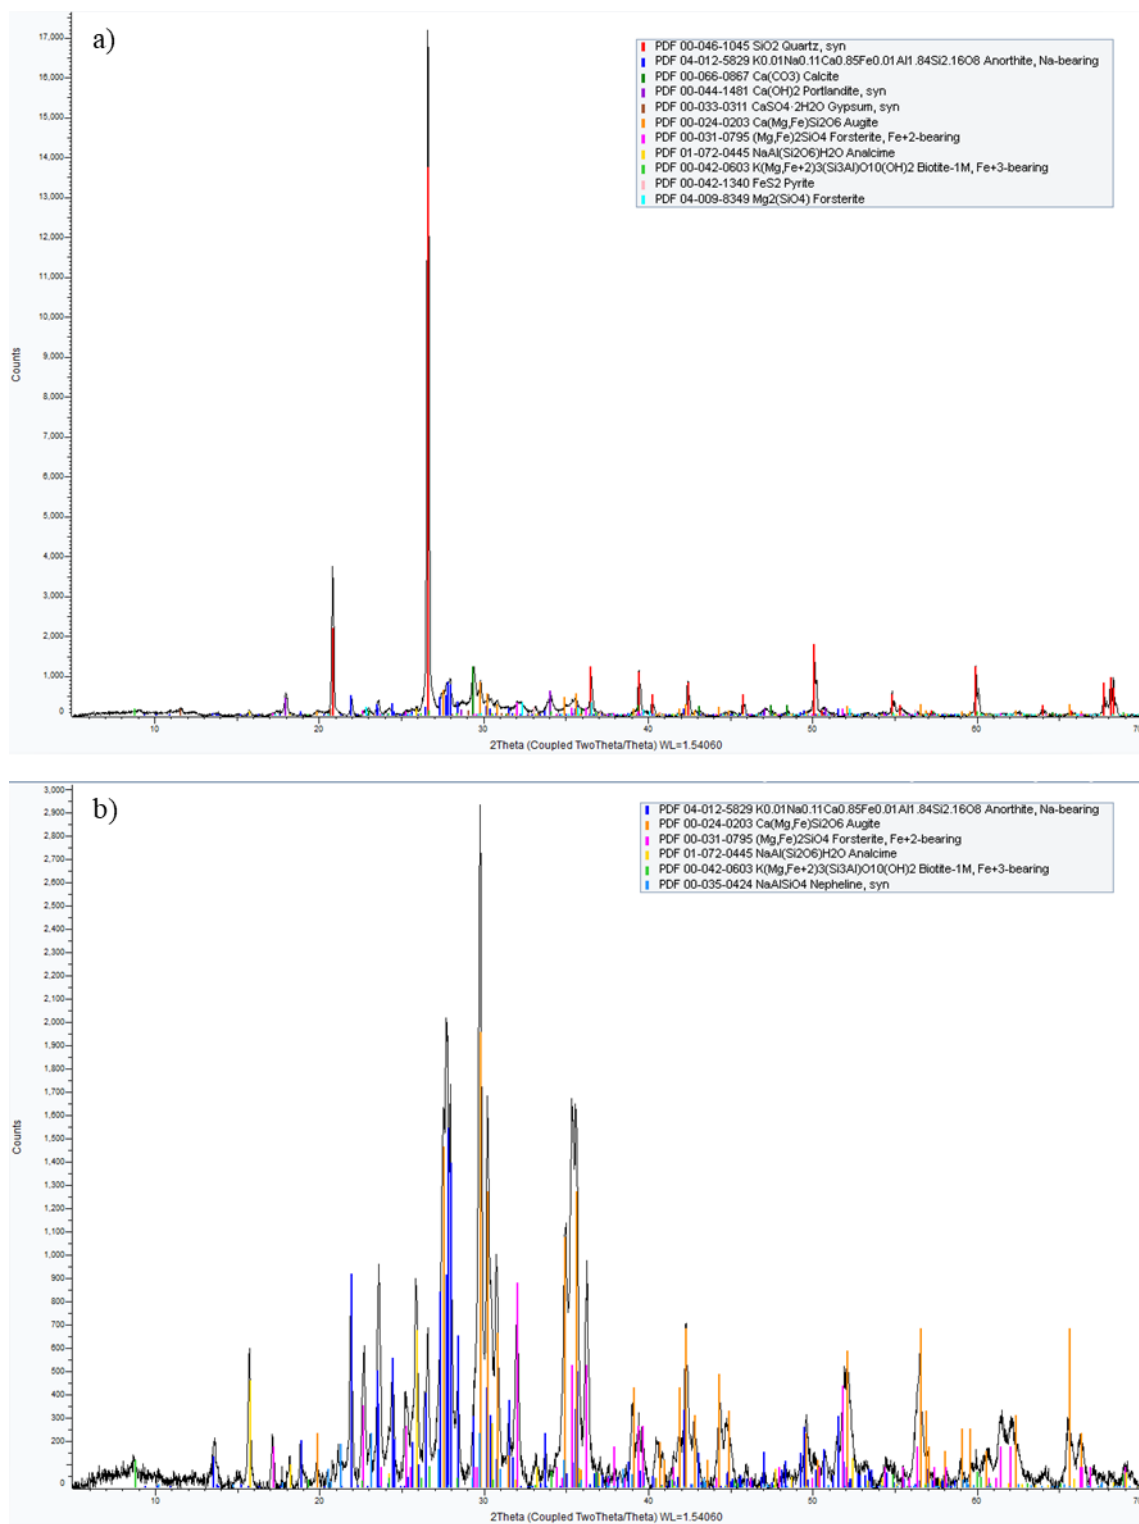 a)
PDF 00-046-1045 SiO2 Quartz, syn
PDF 04-012-5829 K0.01Na0.11Ca0.85Fe0.01Al1.84Si2.16O8 Anorthite, Na-bearing
PDF 00-066-0867 Ca(CO3) Calcite
PDF 00-044-1481 Ca(OH)2 Portlandite, syn
PDF 00-033-0311 CaSO4·2H2O Gypsum, syn
PDF 00-024-0203 Ca(Mg,Fe)Si2O6 Augite
PDF 00-031-0795 (Mg,Fe)2SiO4 Forsterite, Fe+2-bearing
PDF 01-072-0445 NaAl(Si2O6)H2O Analcime
PDF 00-042-0603 K(Mg,Fe+2)3(Si3Al)O10(OH)2 Biotite-1M, Fe+3-bearing
PDF 00-042-1340 FeS2 Pyrite
PDF 04-009-8349 Mg2(SiO4) Forsterite
17,000
16,000
15,000
14,000
13,000
12,000
11,000
10,000
9,000
8,000
7,000
6,000
5,000
4,000
3,000
2,000
1,000
0
Counts
10 20 30 40 50 60 70
2Theta (Coupled TwoTheta/Theta) WL=1.54060
b)
PDF 04-012-5829 K0.01Na0.11Ca0.85Fe0.01Al1.84Si2.16O8 Anorthite, Na-bearing
PDF 00-024-0203 Ca(Mg,Fe)Si2O6 Augite
PDF 00-031-0795 (Mg,Fe)2SiO4 Forsterite, Fe+2-bearing
PDF 01-072-0445 NaAl(Si2O6)H2O Analcime
PDF 00-042-0603 K(Mg,Fe+2)3(Si3Al)O10(OH)2 Biotite-1M, Fe+3-bearing
PDF 00-035-0424 NaAlSiO4 Nepheline, syn
3,000
2,900
2,800
2,700
2,600
2,500
2,400
2,300
2,200
2,100
2,000
1,900
1,800
1,700
1,600
1,500
1,400
1,300
1,200
1,100
1,000
900
800
700
600
500
400
300
200
100
0
Counts
10 20 30 40 50 60 70
2Theta (Coupled TwoTheta/Theta) WL=1.54060